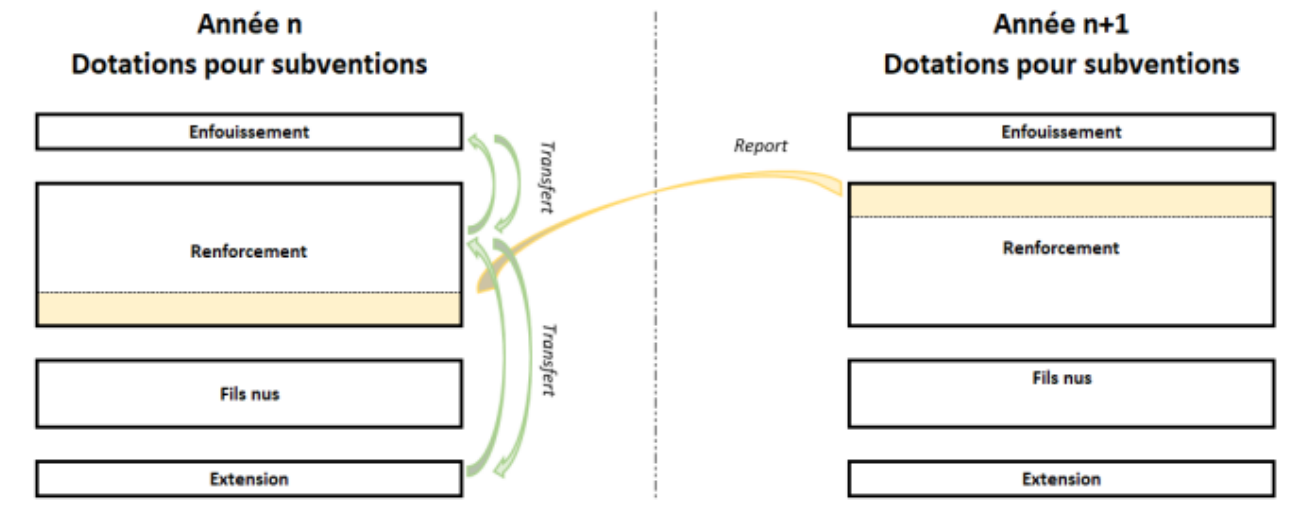 Année n
Dotations pour subventions
Enfouissement
Renforcement
Fils nus
Extension
Transfert
Transfert
Report
Année n+1
Dotations pour subventions
Enfouissement
Renforcement
Fils nus
Extension